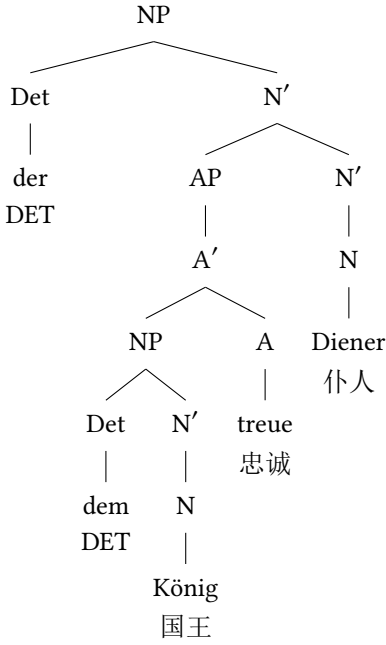 NP
Det N′
der AP N′
DET
A′ N
NP A Diener
仆人
Det N′ treue
忠诚
dem N
DET
König
国王